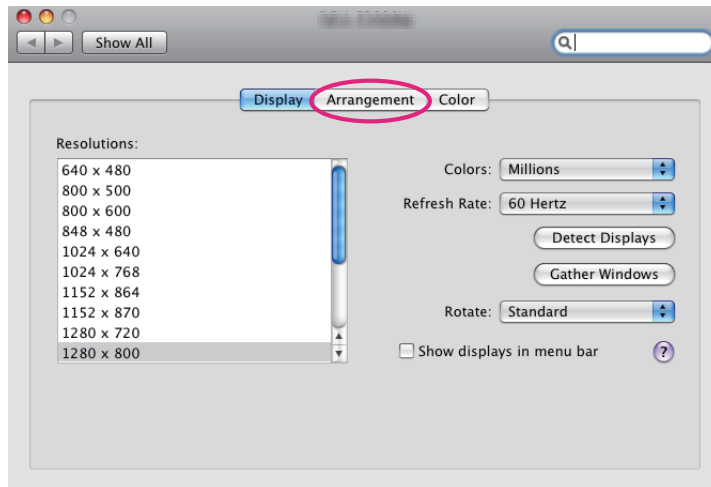 Show All
Display Arrangement Color
Resolutions:
640 x 480
800 x 500
800 x 600
848 x 480
1024 x 640
1024 x 768
1152 x 864
1152 x 870
1280 x 720
1280 x 800
Colors: Millions
Refresh Rate: 60 Hertz
Detect Displays
Gather Windows
Rotate: Standard
Show displays in menu bar ?